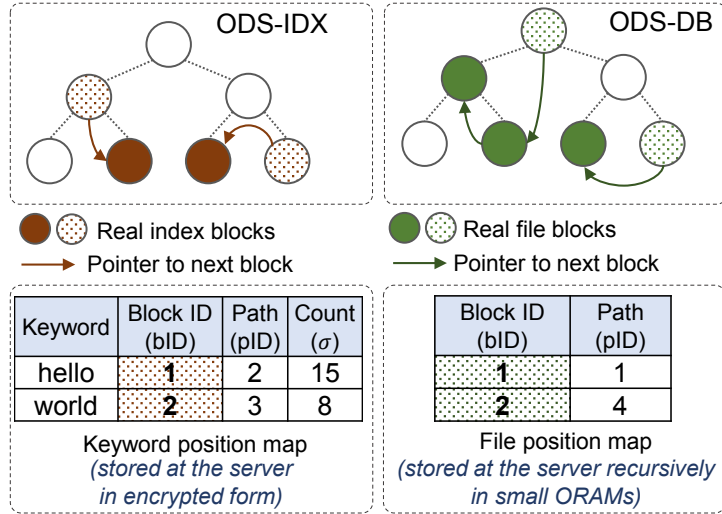 ODS-IDX
ODS-DB
Real index blocks
Pointer to next block
Real file blocks
Pointer to next block
Keyword Block ID (bID) Path (pID) Count (σ)
hello 1 2 15
world 2 3 8
Keyword position map
(stored at the server
in encrypted form)
Block ID (bID) Path (pID)
1 1
2 4
File position map
(stored at the server recursively
in small ORAMs)